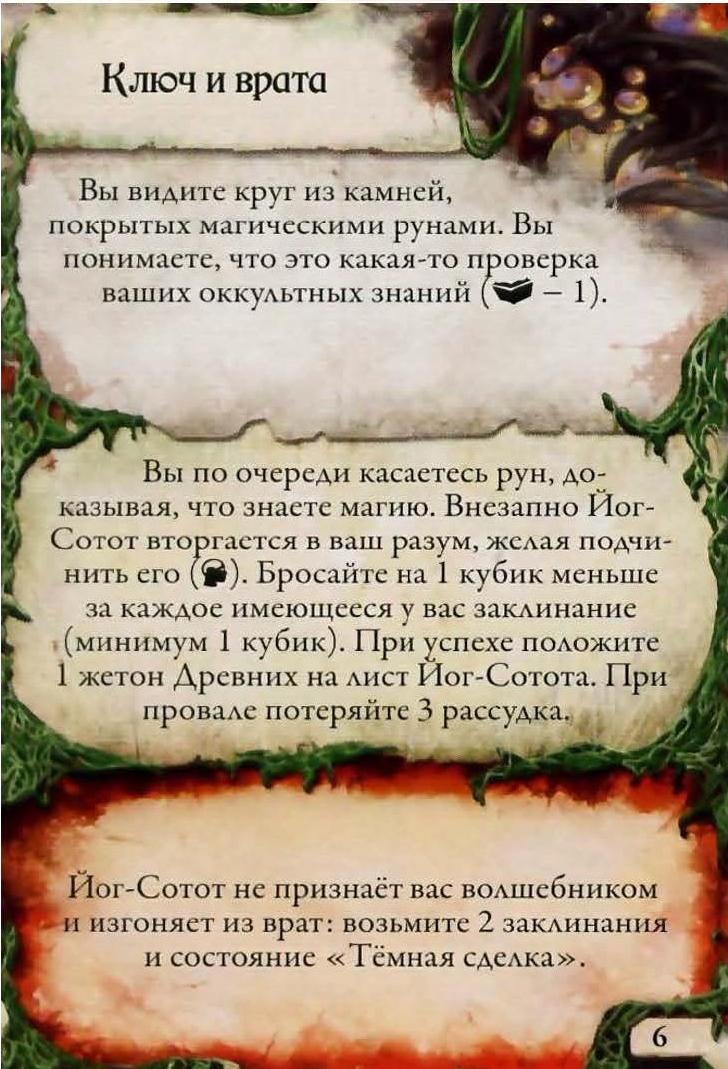 Ключ и врата
Вы видите круг из камней,
покрытых магическими рунами. Вы
понимаете, что это какая-то проверка
ваших оккультных знаний ( – 1).
Вы по очереди касаетесь рун, до-
казывая, что знаете магию. Внезапно Йог-
Сотот вторгается в ваш разум, желая подчи-
нить его ( ). Бросайте на 1 кубик меньше
за каждое имеющееся у вас заклинание
(минимум 1 кубик). При успехе положите
1 жетон Древних на лист Йог-Сотота. При
провале потеряйте 3 рассудка.
Йог-Сотот не признаёт вас волшебником
и изгоняет из врат: возьмите 2 заклинания
и состояние «Тёмная сделка».
6